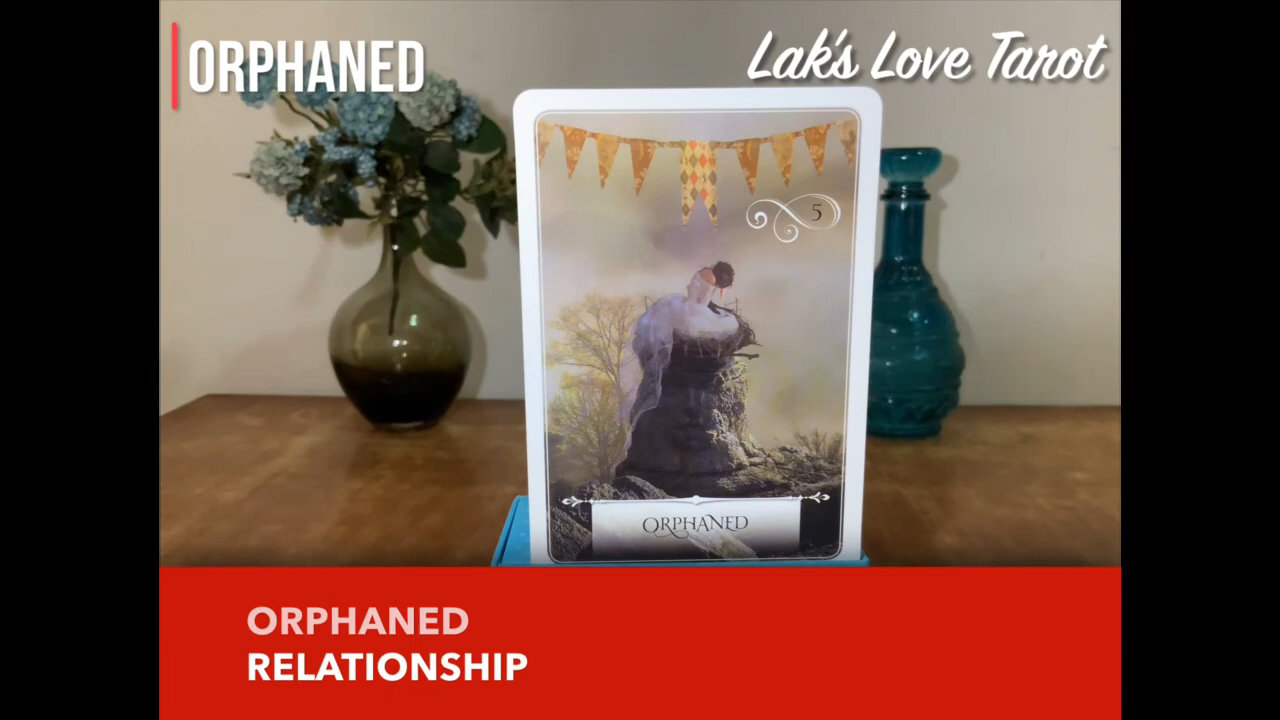 ORPHANED
Lak's Love Tarot
5
ORPHANED
ORPHANED
RELATIONSHIP